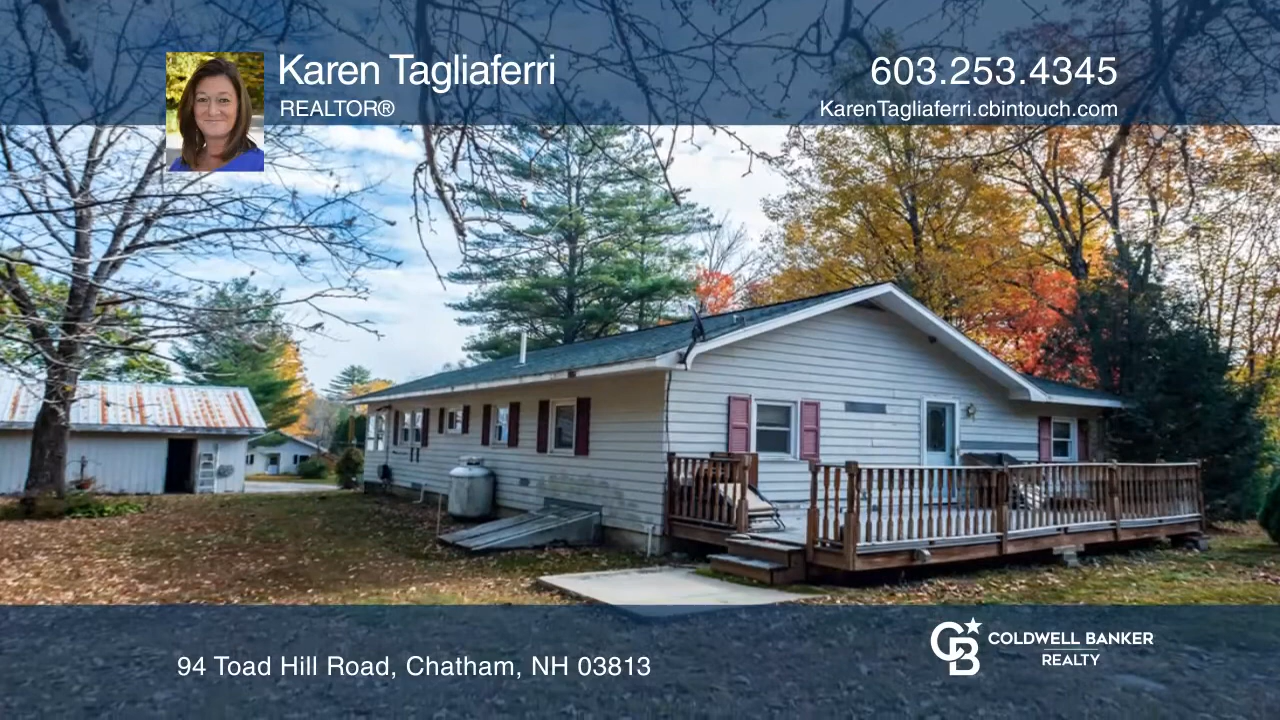 Karen Tagliaferri
REALTOR®
603.253.4345
KarenTagliaferri.cbintouch.com
94 Toad Hill Road, Chatham, NH 03813
CB
COLDWELL BANKER
REALTY